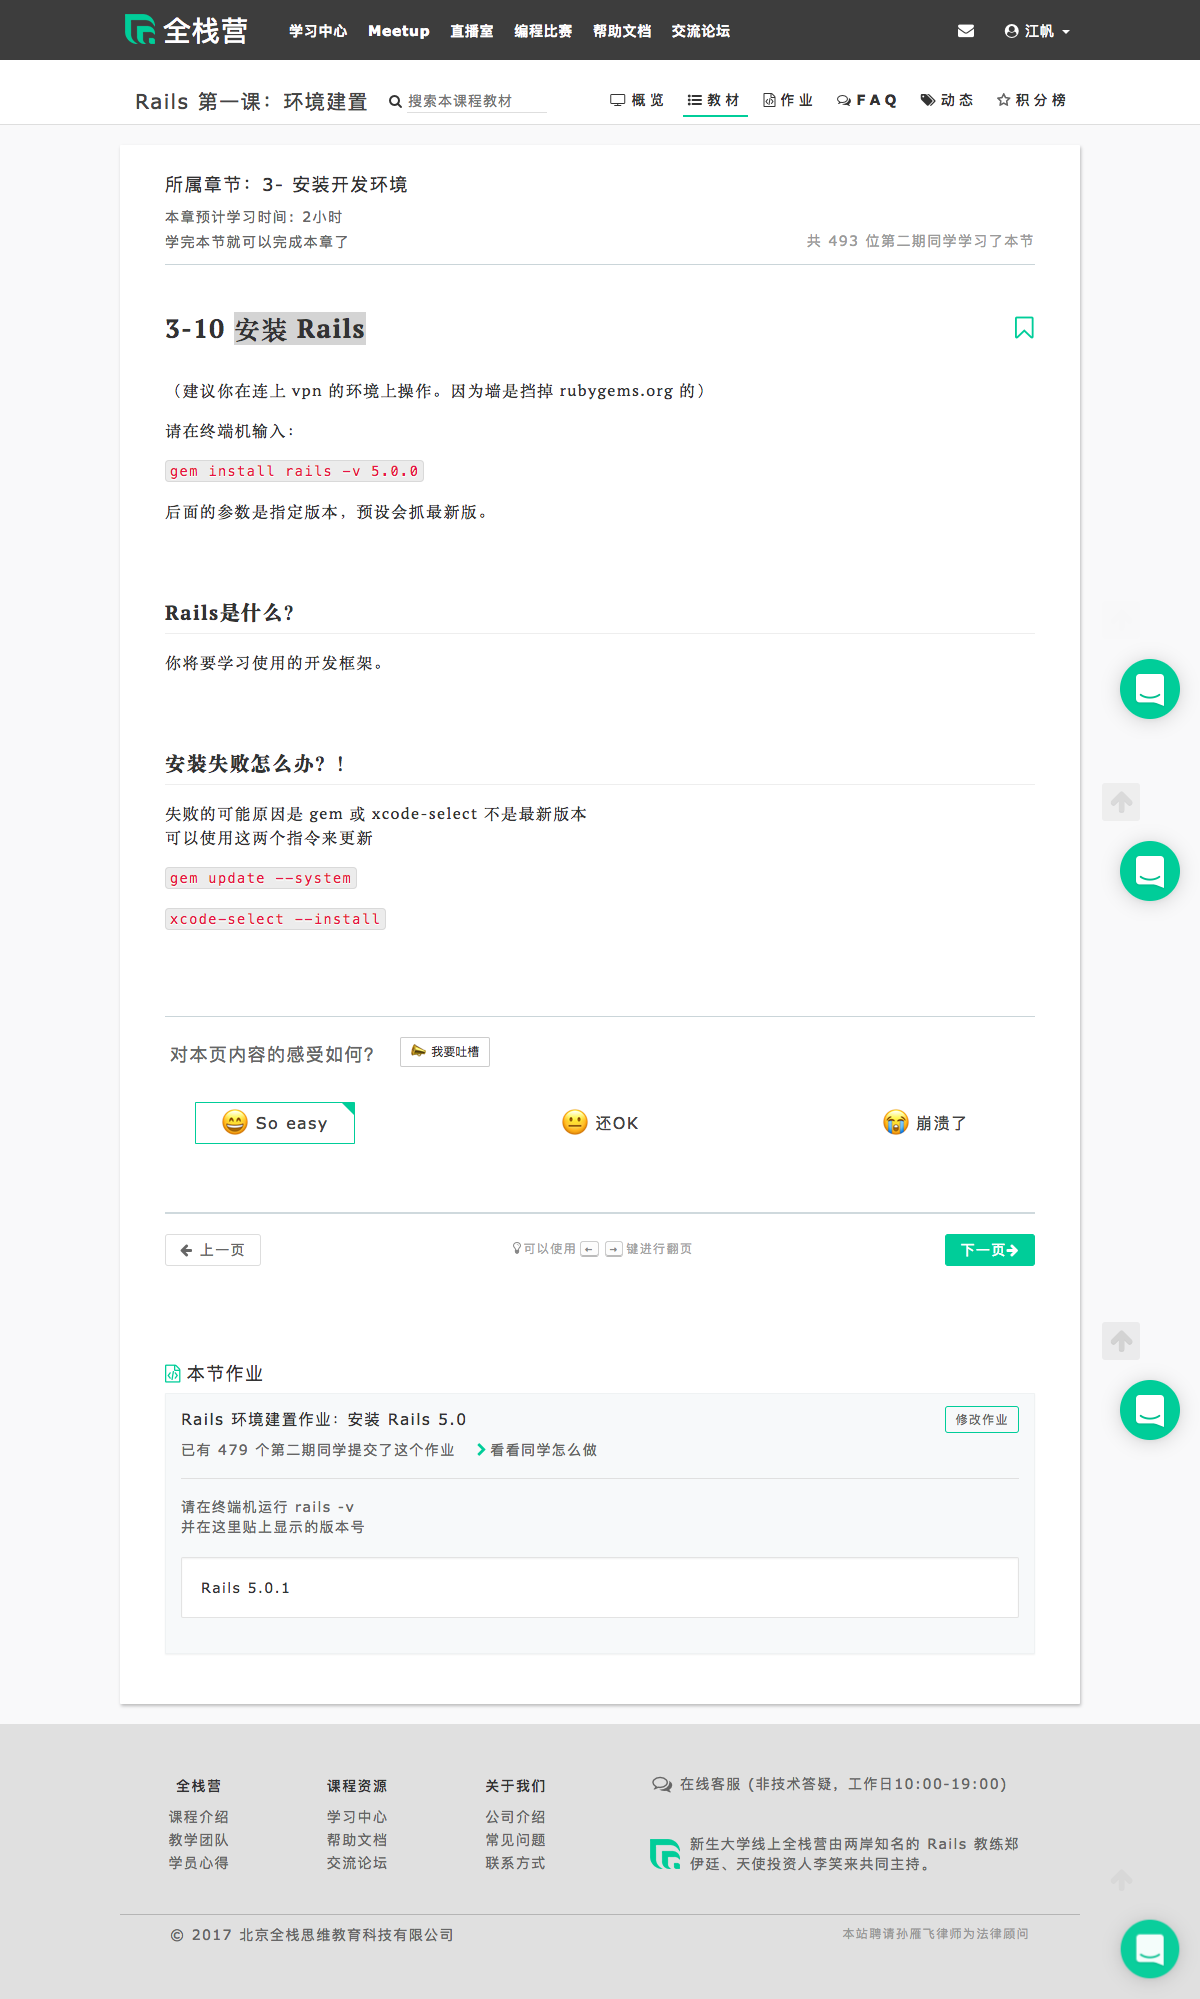 全栈营 学习中心 Meetup 直播室 编程比赛 帮助文档 交流论坛 江帆
Rails 第一课：环境建置 搜索本课程教材 概览 教材 作业 FAQ 动态 积分榜
所属章节：3- 安装开发环境
本章预计学习时间：2小时
学完本节就可以完成本章了 共 493 位第二期同学学习了本节
3-10 安装 Rails
（建议你在连上 vpn 的环境上操作。因为墙是挡掉 rubygems.org 的）
请在终端机输入：
gem install rails -v 5.0.0
后面的参数是指定版本，预设会抓最新版。
Rails是什么？
你将要学习使用的开发框架。
安装失败怎么办？！
失败的可能原因是 gem 或 xcode-select 不是最新版本
可以使用这两个指令来更新
gem update --system
xcode-select --install
对本页内容的感受如何？ 我要吐槽
So easy 还OK 崩溃了
上一页 可以使用 ← → 键进行翻页 下一页
本节作业
Rails 环境建置作业：安装 Rails 5.0 修改作业
已有 479 个第二期同学提交了这个作业 看看同学怎么做
请在终端机运行 rails -v
并在这里贴上显示的版本号
Rails 5.0.1
全栈营 课程资源 关于我们 在线客服 (非技术答疑，工作日10:00-19:00)
课程介绍 学习中心 公司介绍
教学团队 帮助文档 常见问题 新生大学线上全栈营由两岸知名的 Rails 教练郑
学员心得 交流论坛 联系方式 伊廷、天使投资人李笑来共同主持。
© 2017 北京全栈思维教育科技有限公司 本站聘请孙雁飞律师为法律顾问